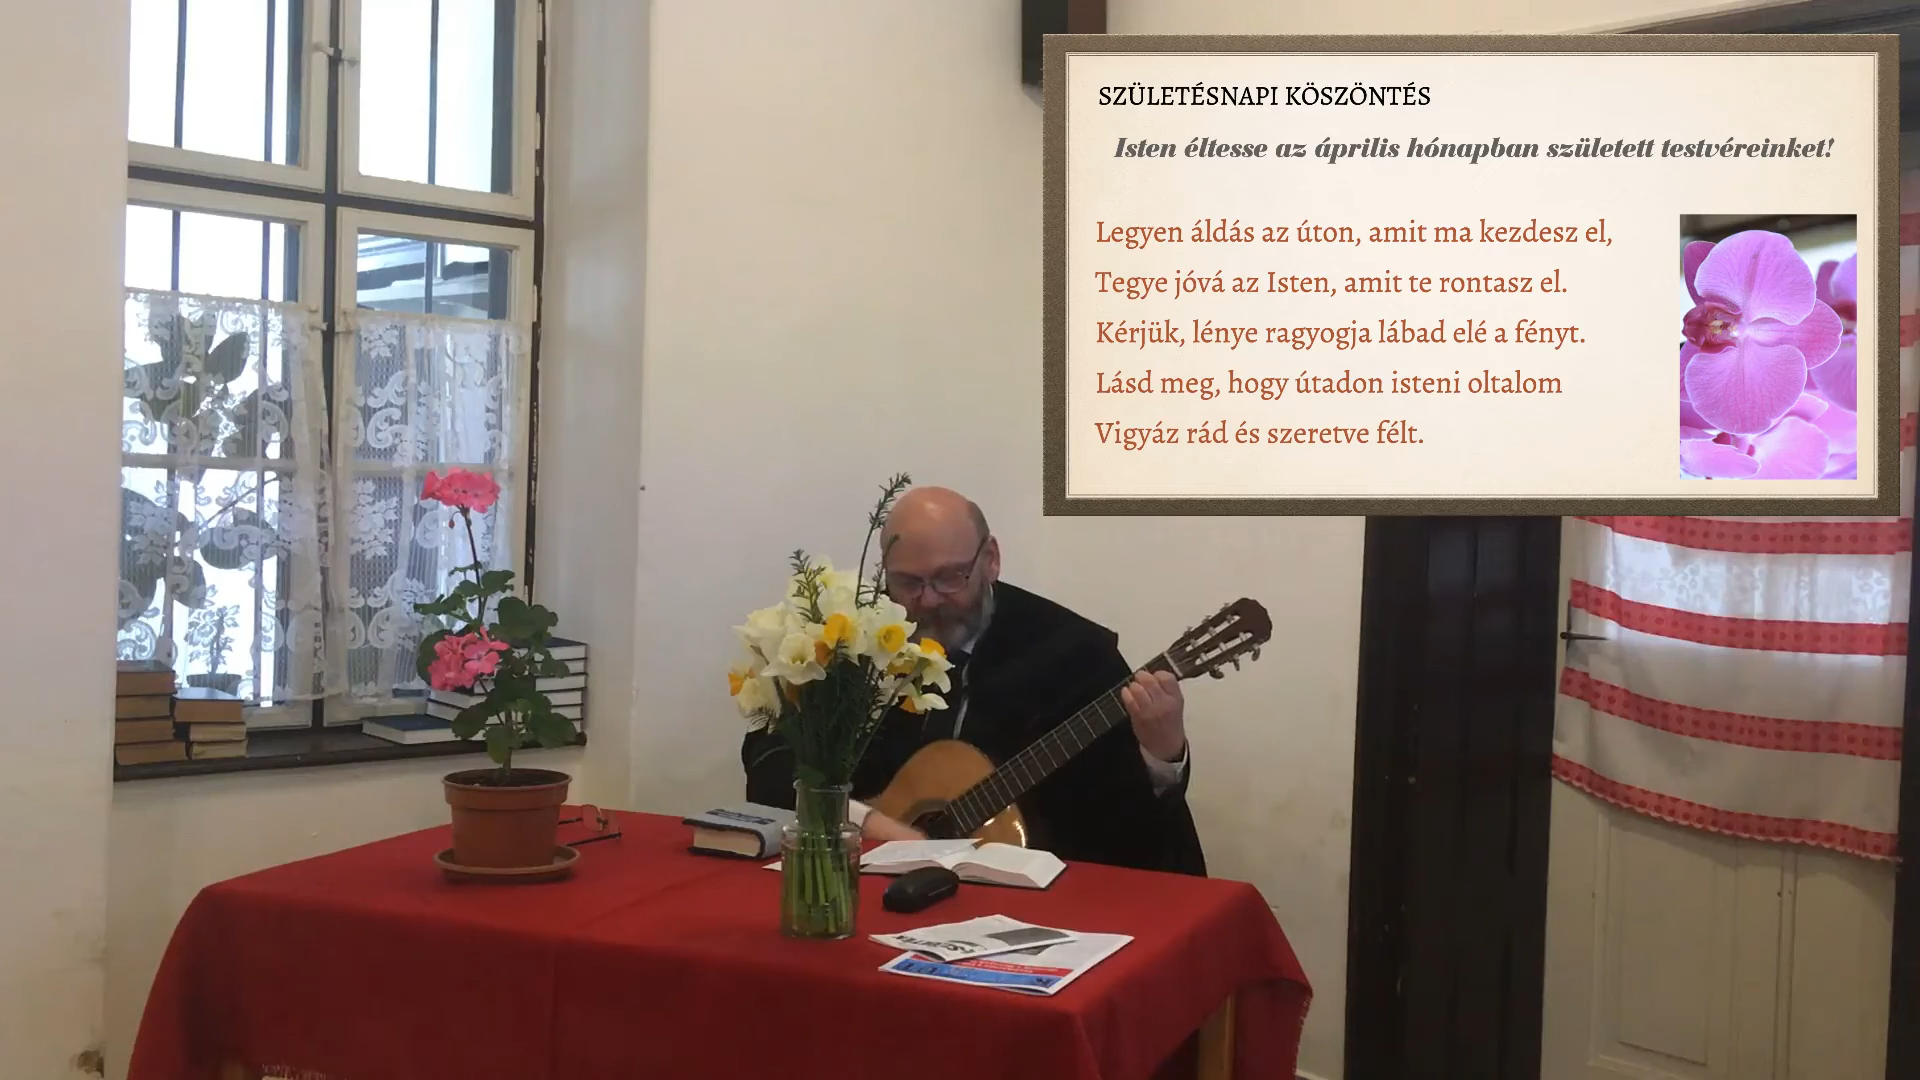 SZÜLETÉSNAPI KÖSZÖNTÉS
Isten éltesse az április hónapban született testvéreinket!
Legyen áldás az úton, amit ma kezdesz el,
Tegye jóvá az Isten, amit te rontasz el.
Kérjük, lénye ragyogja lábad elé a fényt.
Lásd meg, hogy útadon isteni oltalom
Vigyáz rád és szeretve félt.